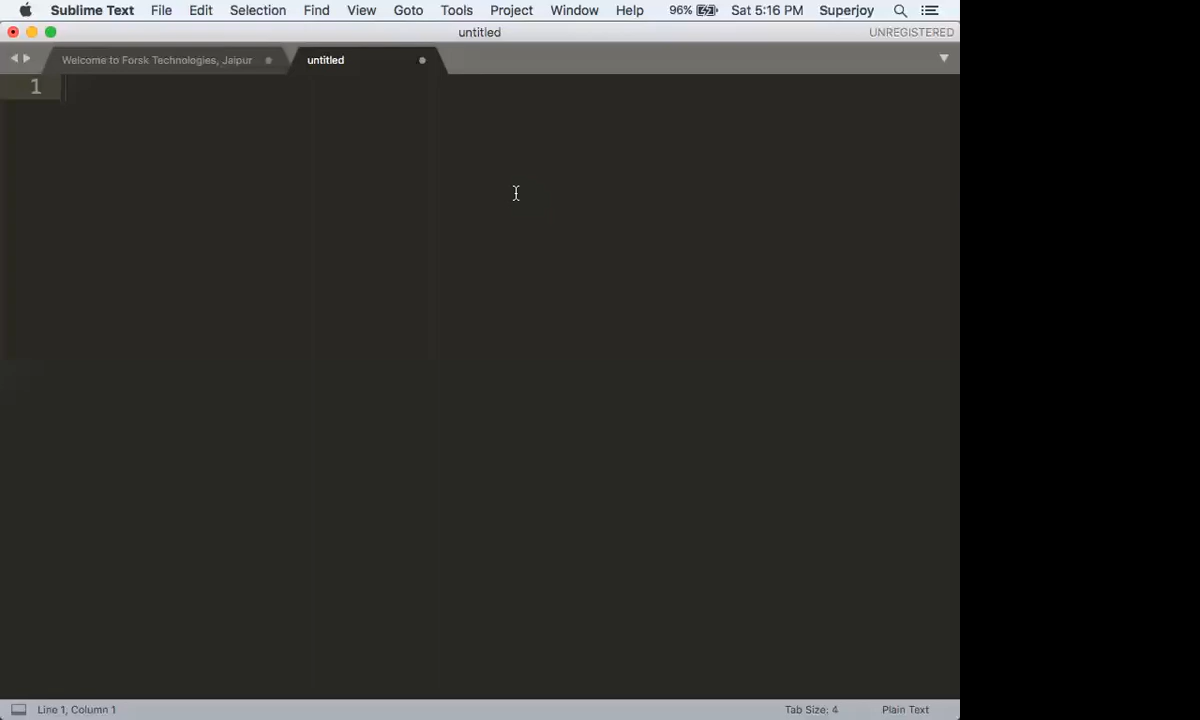 Sublime Text File Edit Selection Find View Goto Tools Project Window Help 96% Sat 5:16 PM Superjoy
untitled UNREGISTERED
Welcome to Forsk Technologies, Jaipur untitled
1
Line 1, Column 1 Tab Size: 4 Plain Text